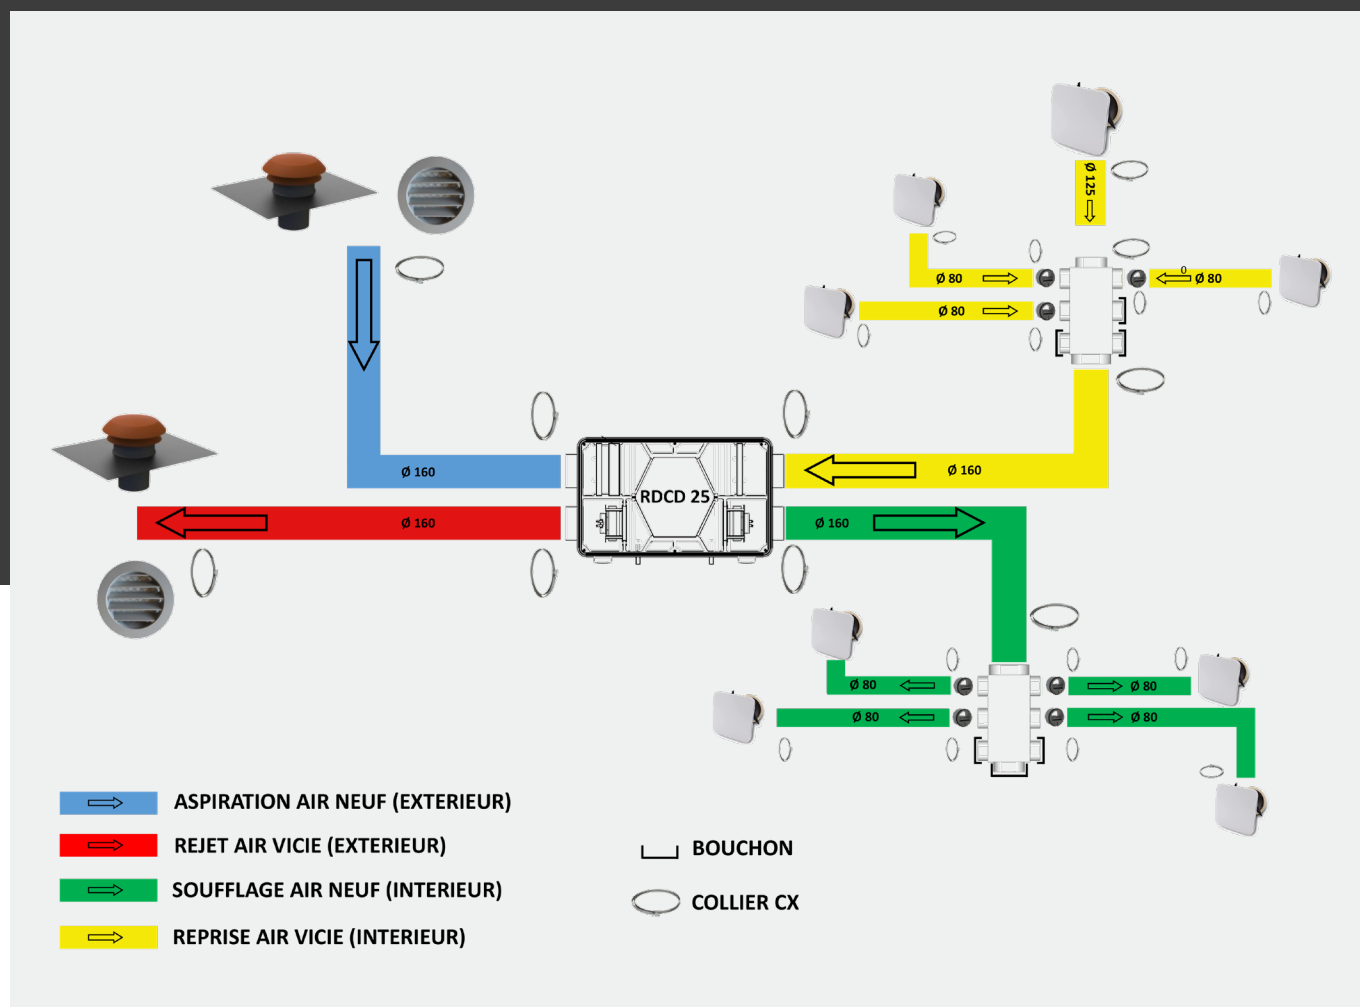 Ø 125
Ø 80
0
Ø 80
Ø 80
Ø 160
Ø 160
RDCD 25
Ø 160
Ø 160
Ø 80
Ø 80
Ø 80
Ø 80
ASPIRATION AIR NEUF (EXTERIEUR)
REJET AIR VICIE (EXTERIEUR)
SOUFFLAGE AIR NEUF (INTERIEUR)
REPRISE AIR VICIE (INTERIEUR)
BOUCHON
COLLIER CX